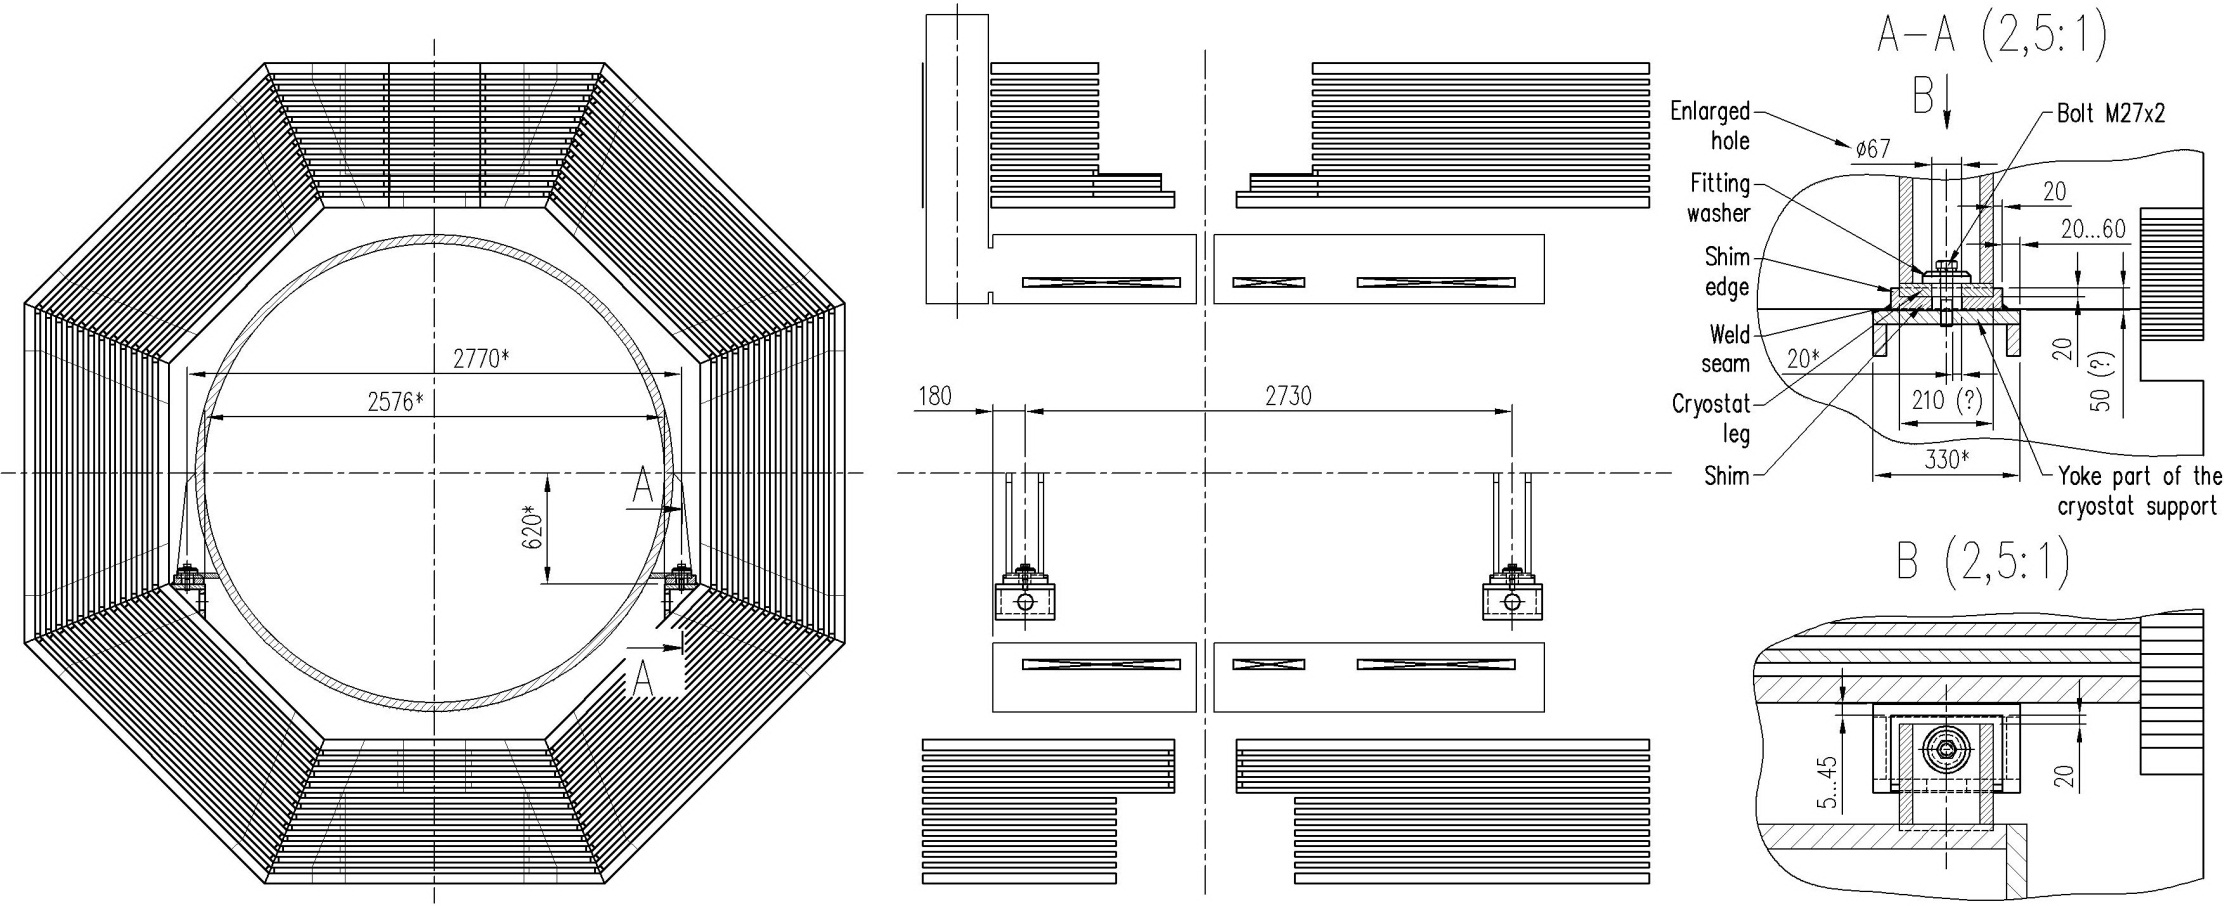 2770*
2576*
620*
A
A
180
2730
A-A (2,5:1)
B
Enlarged
hole
Bolt M27x2
ø67
Fitting
washer
20
20...60
Shim
edge
Weld
seam
20*
20
50 (?)
Cryostat
leg
210 (?)
Shim
330*
Yoke part of the
cryostat support
B (2,5:1)
5...45
20